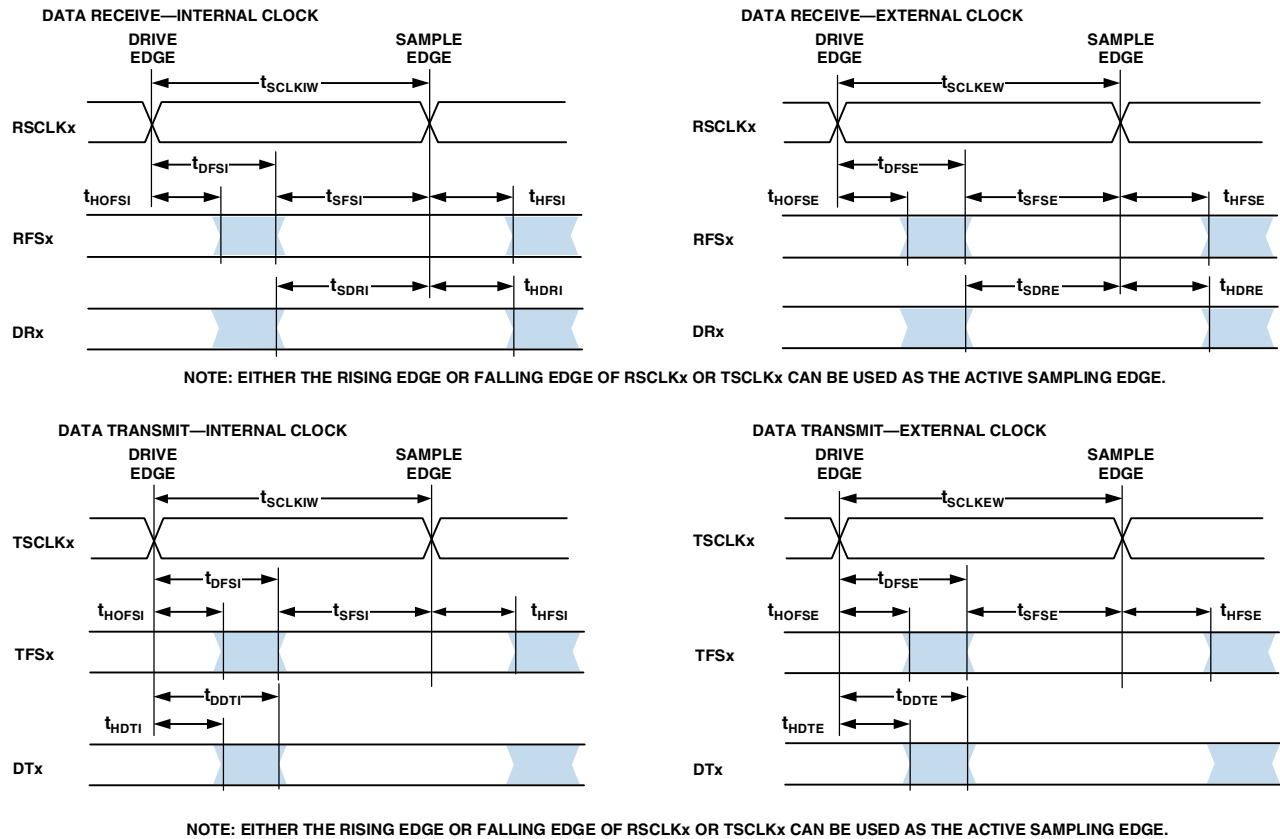 DATA RECEIVE—INTERNAL CLOCK
DRIVE
EDGE
SAMPLE
EDGE
tSCLKIW
RSCLKx
tDFSI
tHOFSI
tSFSI
tHFSI
RFSx
tSDRI
tHDRI
DRx
DATA RECEIVE—EXTERNAL CLOCK
DRIVE
EDGE
SAMPLE
EDGE
tSCLKEW
RSCLKx
tDFSE
tHOFSE
tSFSE
tHFSE
RFSx
tSDRE
tHDRE
DRx
NOTE: EITHER THE RISING EDGE OR FALLING EDGE OF RSCLKx OR TSCLKx CAN BE USED AS THE ACTIVE SAMPLING EDGE.
DATA TRANSMIT—INTERNAL CLOCK
DRIVE
EDGE
SAMPLE
EDGE
tSCLKIW
TSCLKx
tDFSI
tHOFSI
tSFSI
tHFSI
TFSx
tDDTI
tHDTI
DTx
DATA TRANSMIT—EXTERNAL CLOCK
DRIVE
EDGE
SAMPLE
EDGE
tSCLKEW
TSCLKx
tDFSE
tHOFSE
tSFSE
tHFSE
TFSx
tDDTE
tHDTE
DTx
NOTE: EITHER THE RISING EDGE OR FALLING EDGE OF RSCLKx OR TSCLKx CAN BE USED AS THE ACTIVE SAMPLING EDGE.